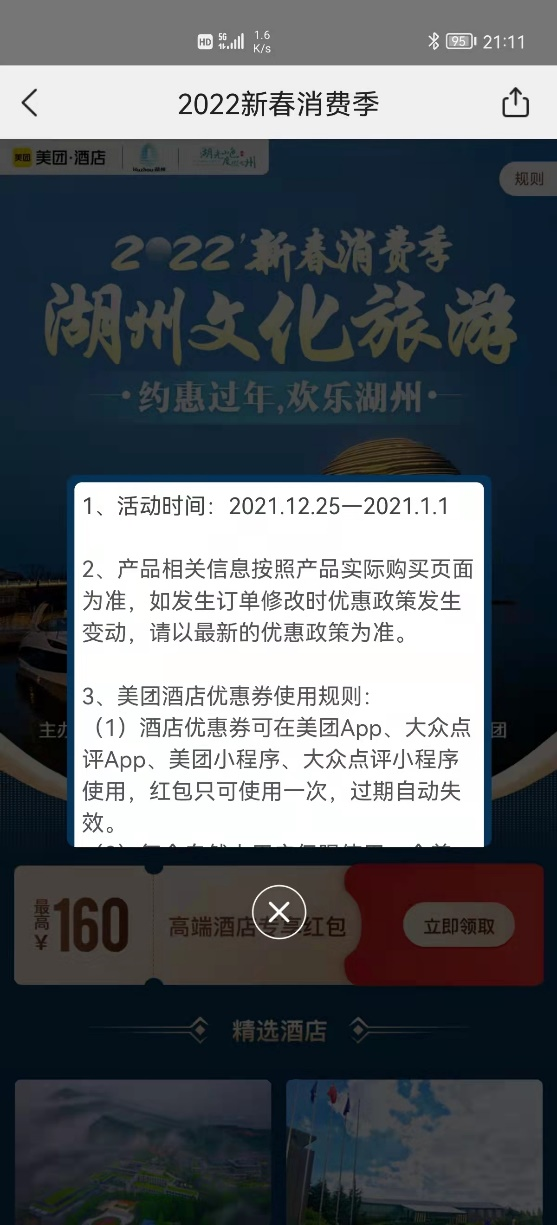 HD 5G 1.6 K/s 95 21:11
2022新春消费季
美团 美团·酒店 Huzhou
规则
2022'新春消费季
湖州文化旅游
约惠过年,欢乐湖州
1、活动时间：2021.12.25—2021.1.1
2、产品相关信息按照产品实际购买页面
为准，如发生订单修改时优惠政策发生
变动，请以最新的优惠政策为准。
3、美团酒店优惠券使用规则：
（1）酒店优惠券可在美团App、大众点
评App、美团小程序、大众点评小程序
使用，红包只可使用一次，过期自动失
效。
主办 团
最高¥160 高端酒店专享红包 立即领取
精选酒店